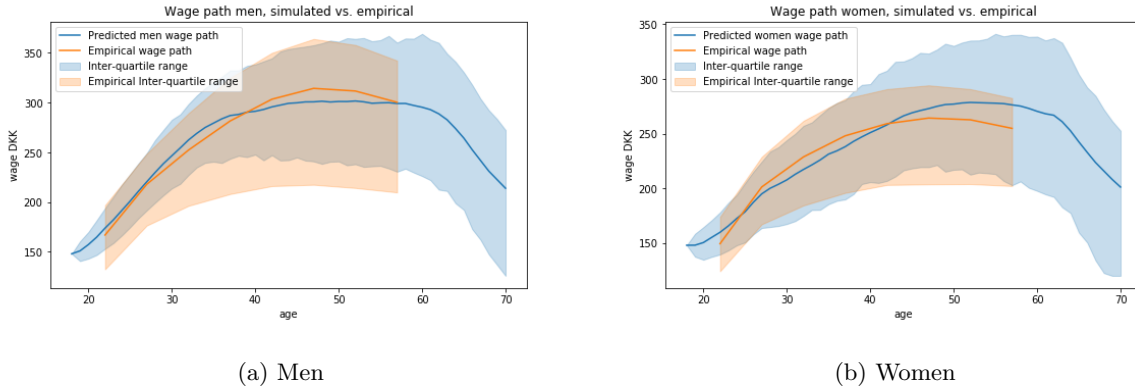 Wage path men, simulated vs. empirical
Predicted men wage path
Empirical wage path
Inter-quartile range
Empirical Inter-quartile range
350
300
250
200
150
wage DKK
20 30 40 50 60 70
age
(a) Men
Wage path women, simulated vs. empirical
Predicted women wage path
Empirical wage path
Inter-quartile range
Empirical Inter-quartile range
350
300
250
200
150
wage DKK
20 30 40 50 60 70
age
(b) Women